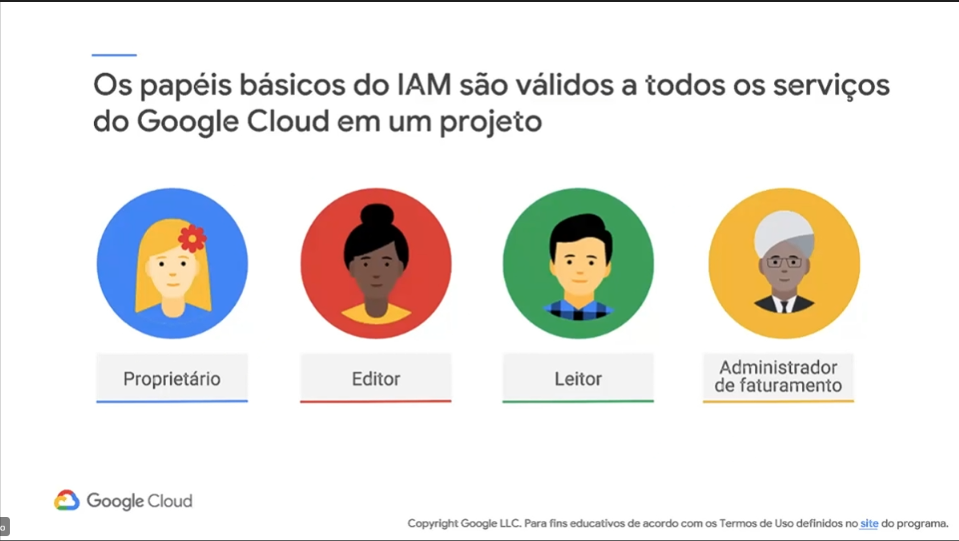 Os papéis básicos do IAM são válidos a todos os serviços
do Google Cloud em um projeto
Proprietário
Editor
Leitor
Administrador
de faturamento
Google Cloud
o
Copyright Google LLC. Para fins educativos de acordo com os Termos de Uso definidos no site do programa.